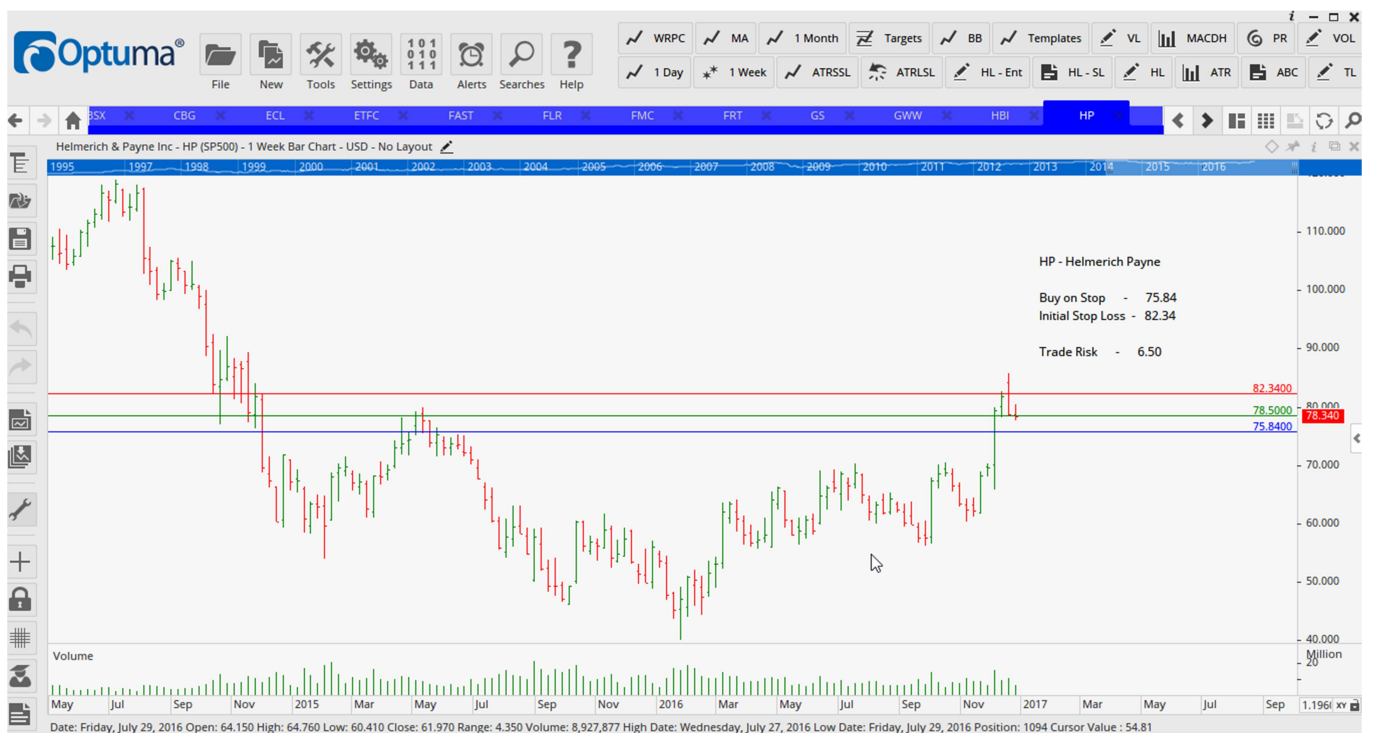 i
Optuma®
WRPC MA 1 Month Targets BB Templates VL MACDH PR VOL
1 Day 1 Week ATRSSL ATRLSL HL - Ent HL - SL HL ATR ABC TL
101
010
111
File New Tools Settings Data Alerts Searches Help
BSX CBG ECL ETFC FAST FLR FMC FRT GS GWW HBI HP
Helmerich & Payne Inc - HP (SP500) - 1 Week Bar Chart - USD - No Layout
1995 1997 1998 1999 2000 2001 2002 2003 2004 2005 2006 2007 2008 2009 2010 2011 2012 2013 2014 2015 2016
110.000
HP - Helmerich Payne
100.000
Buy on Stop - 75.84
Initial Stop Loss - 82.34
90.000
Trade Risk - 6.50
82.3400
80.000
78.5000
78.340
75.8400
70.000
60.000
50.000
40.000
Volume
Million
20
May Jul Sep Nov 2015 Mar May Jul Sep Nov 2016 Mar May Jul Sep Nov 2017 Mar May Jul Sep
XY
Date: Friday, July 29, 2016 Open: 64.150 High: 64.760 Low: 60.410 Close: 61.970 Range: 4.350 Volume: 8,927,877 High Date: Wednesday, July 27, 2016 Low Date: Friday, July 29, 2016 Position: 1094 Cursor Value : 54.81